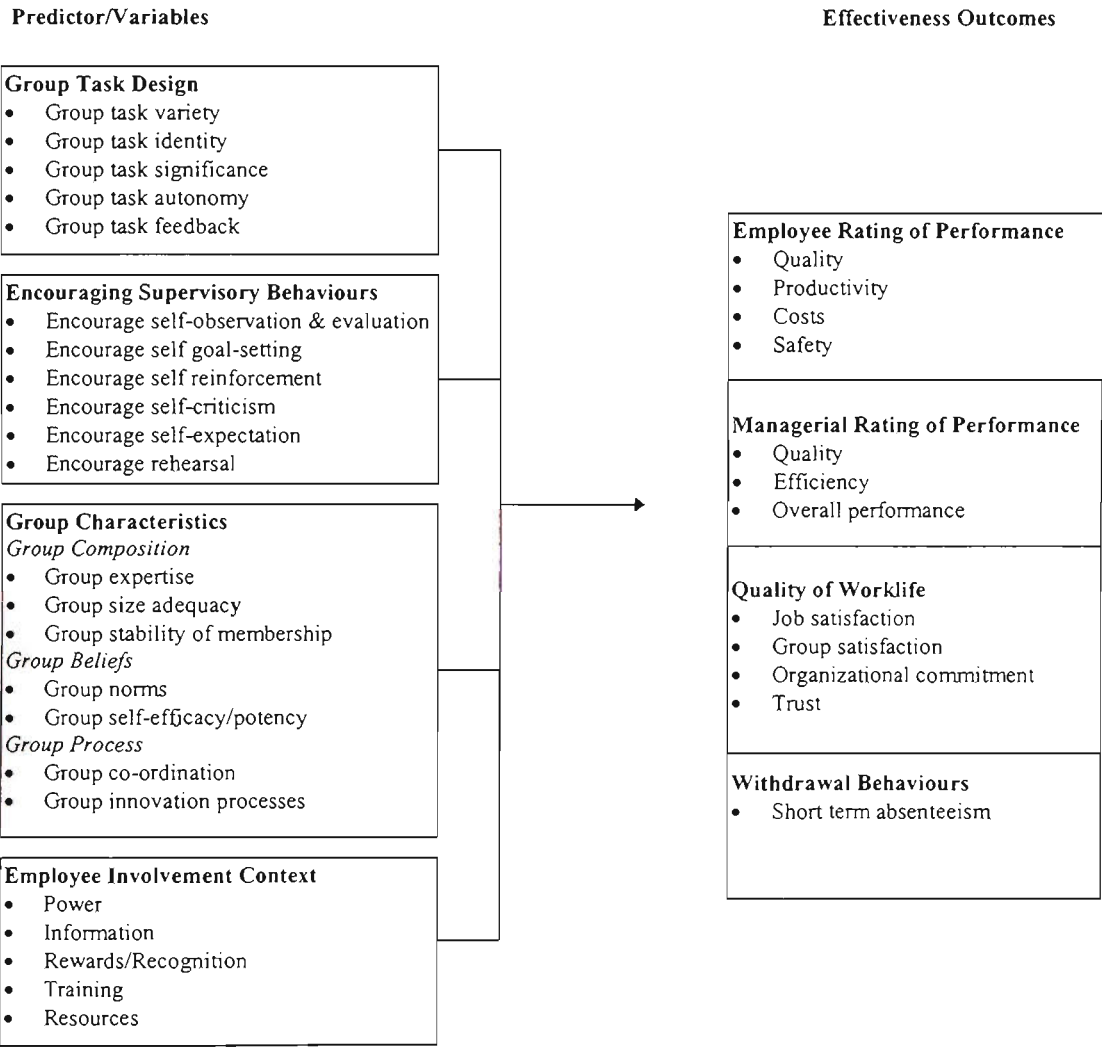 Predictor/Variables
Effectiveness Outcomes
Group Task Design
• Group task variety
• Group task identity
• Group task significance
• Group task autonomy
• Group task feedback
Encouraging Supervisory Behaviours
• Encourage self-observation & evaluation
• Encourage self goal-setting
• Encourage self reinforcement
• Encourage self-criticism
• Encourage self-expectation
• Encourage rehearsal
Group Characteristics
Group Composition
• Group expertise
• Group size adequacy
• Group stability of membership
Group Beliefs
• Group norms
• Group self-efficacy/potency
Group Process
• Group co-ordination
• Group innovation processes
Employee Involvement Context
• Power
• Information
• Rewards/Recognition
• Training
• Resources
Employee Rating of Performance
• Quality
• Productivity
• Costs
• Safety
Managerial Rating of Performance
• Quality
• Efficiency
• Overall performance
Quality of Worklife
• Job satisfaction
• Group satisfaction
• Organizational commitment
• Trust
Withdrawal Behaviours
• Short term absenteeism